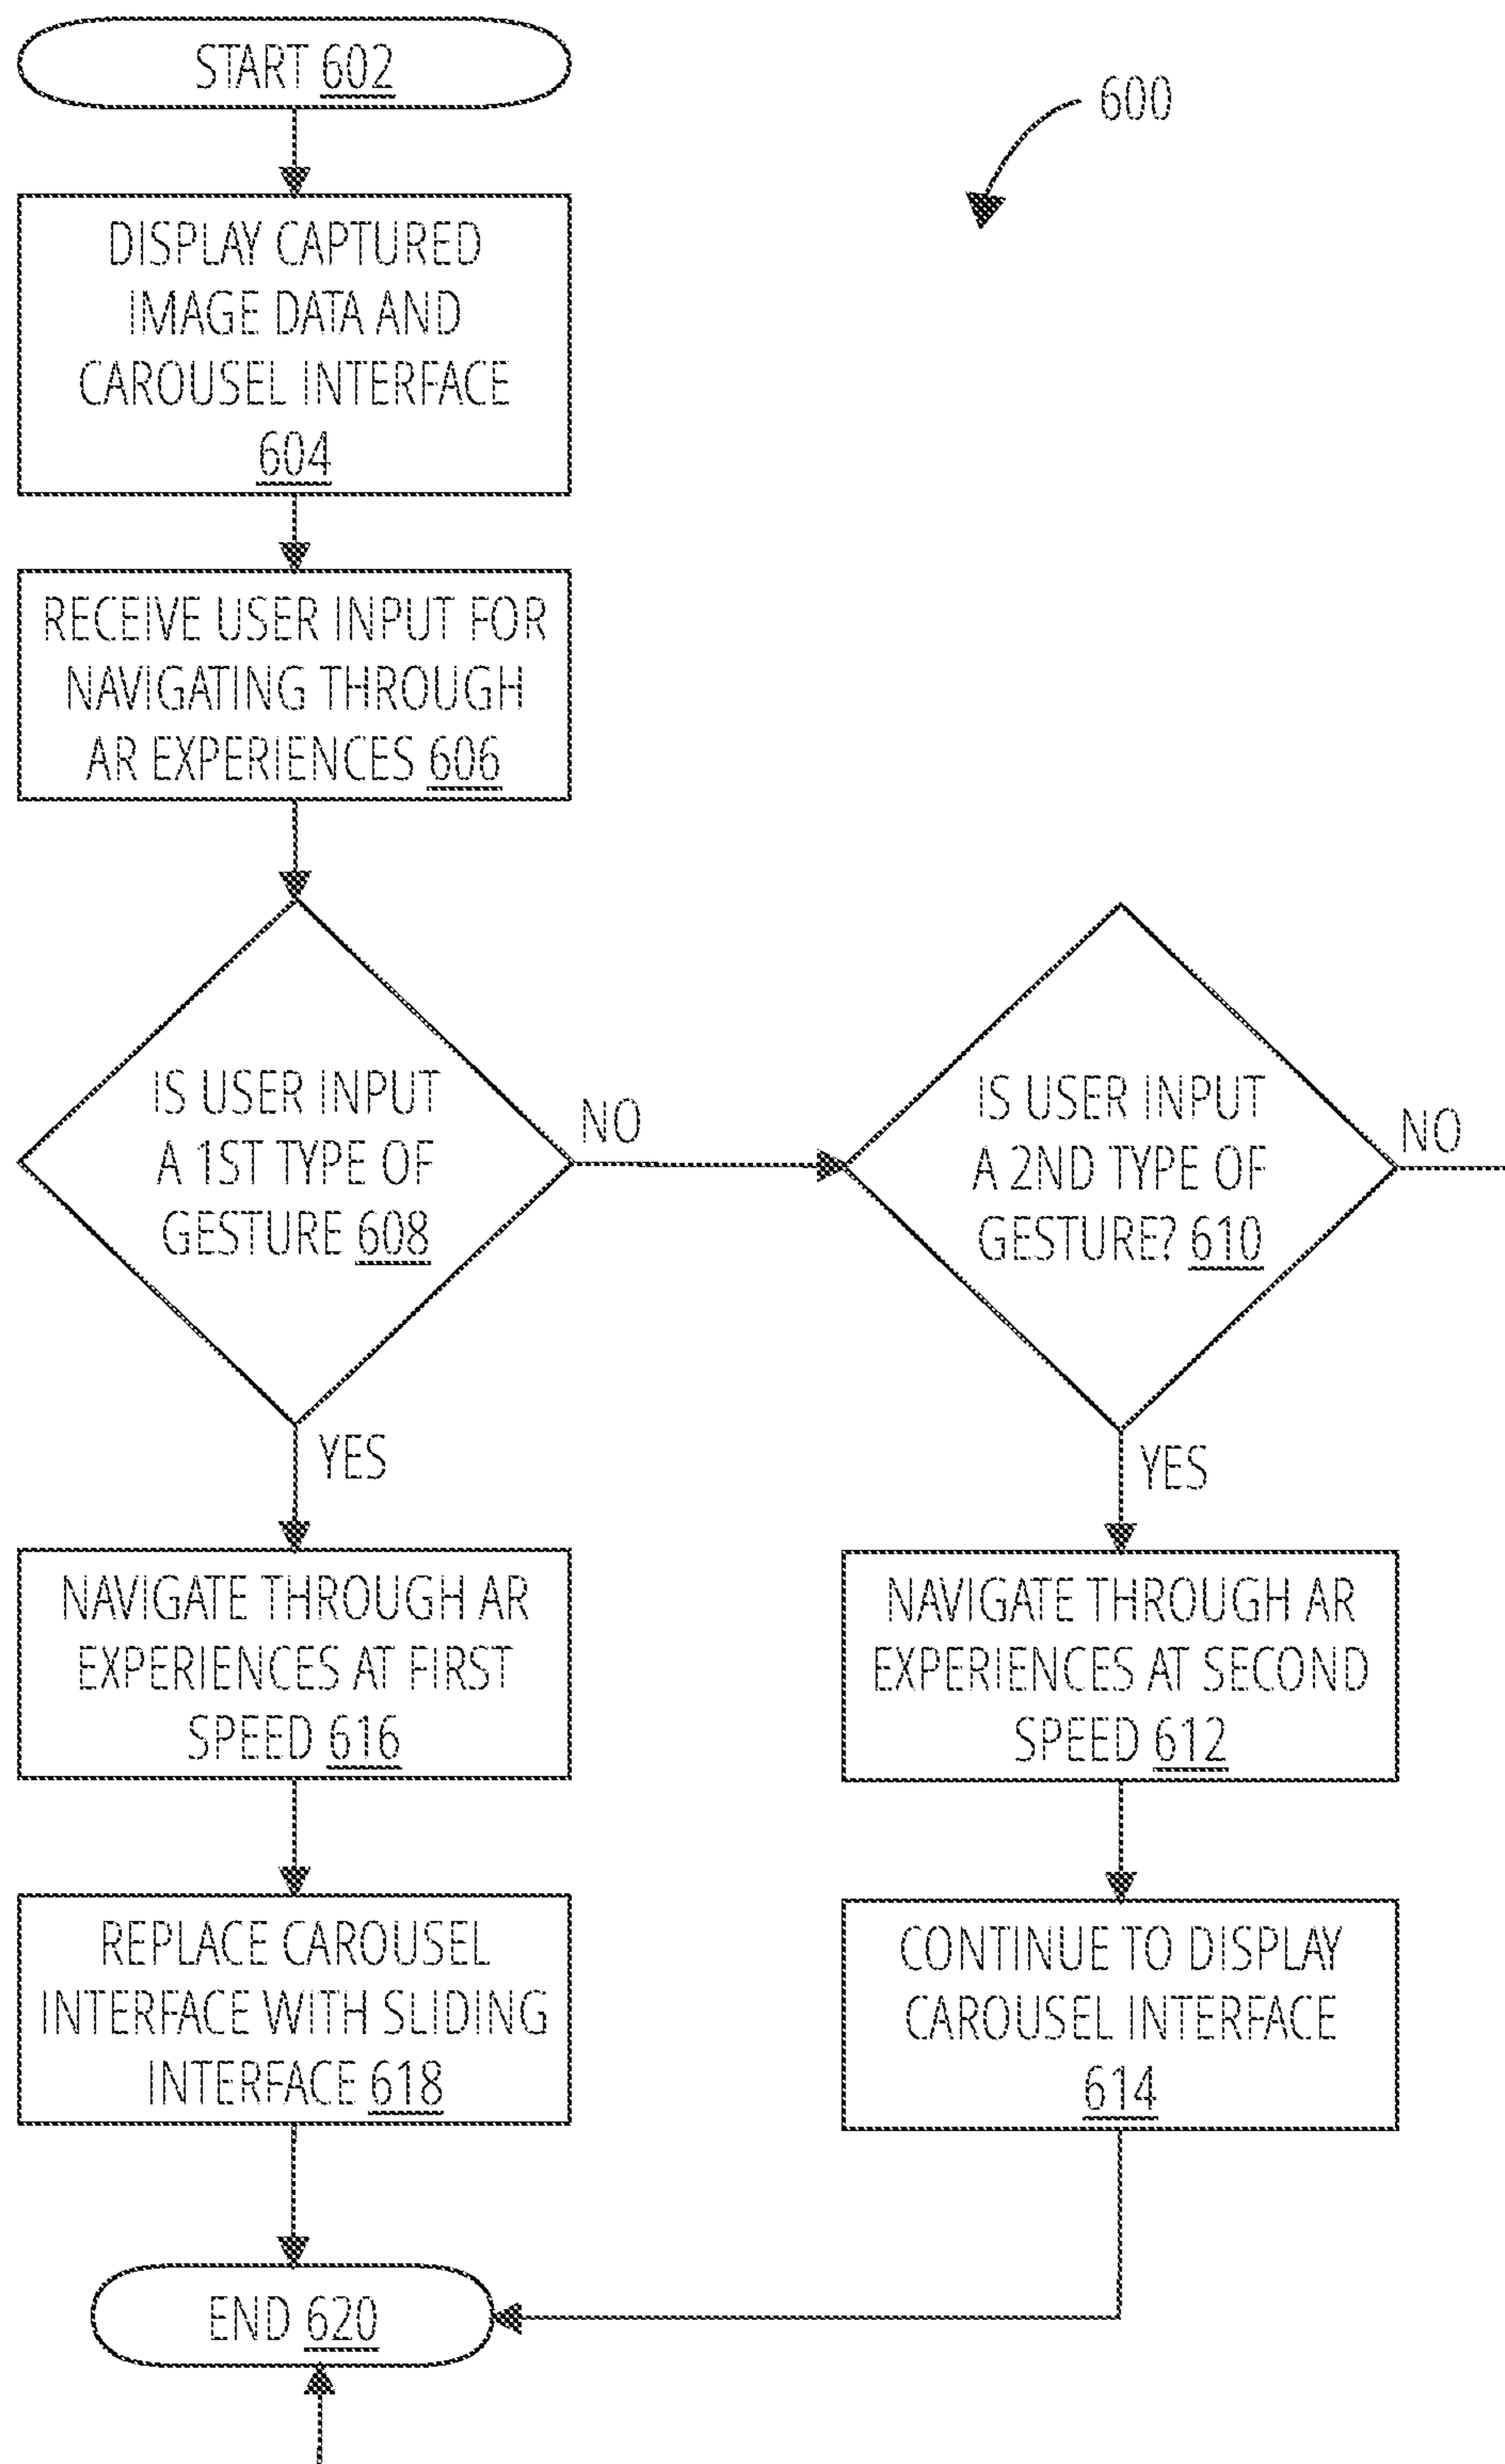 START 602
600
DISPLAY CAPTURED
IMAGE DATA AND
CAROUSEL INTERFACE
604
RECEIVE USER INPUT FOR
NAVIGATING THROUGH
AR EXPERIENCES 606
IS USER INPUT
A 1ST TYPE OF
GESTURE 608
NO
IS USER INPUT
A 2ND TYPE OF
GESTURE? 610
NO
YES
YES
NAVIGATE THROUGH AR
EXPERIENCES AT FIRST
SPEED 616
NAVIGATE THROUGH AR
EXPERIENCES AT SECOND
SPEED 612
REPLACE CAROUSEL
INTERFACE WITH SLIDING
INTERFACE 618
CONTINUE TO DISPLAY
CAROUSEL INTERFACE
614
END 620